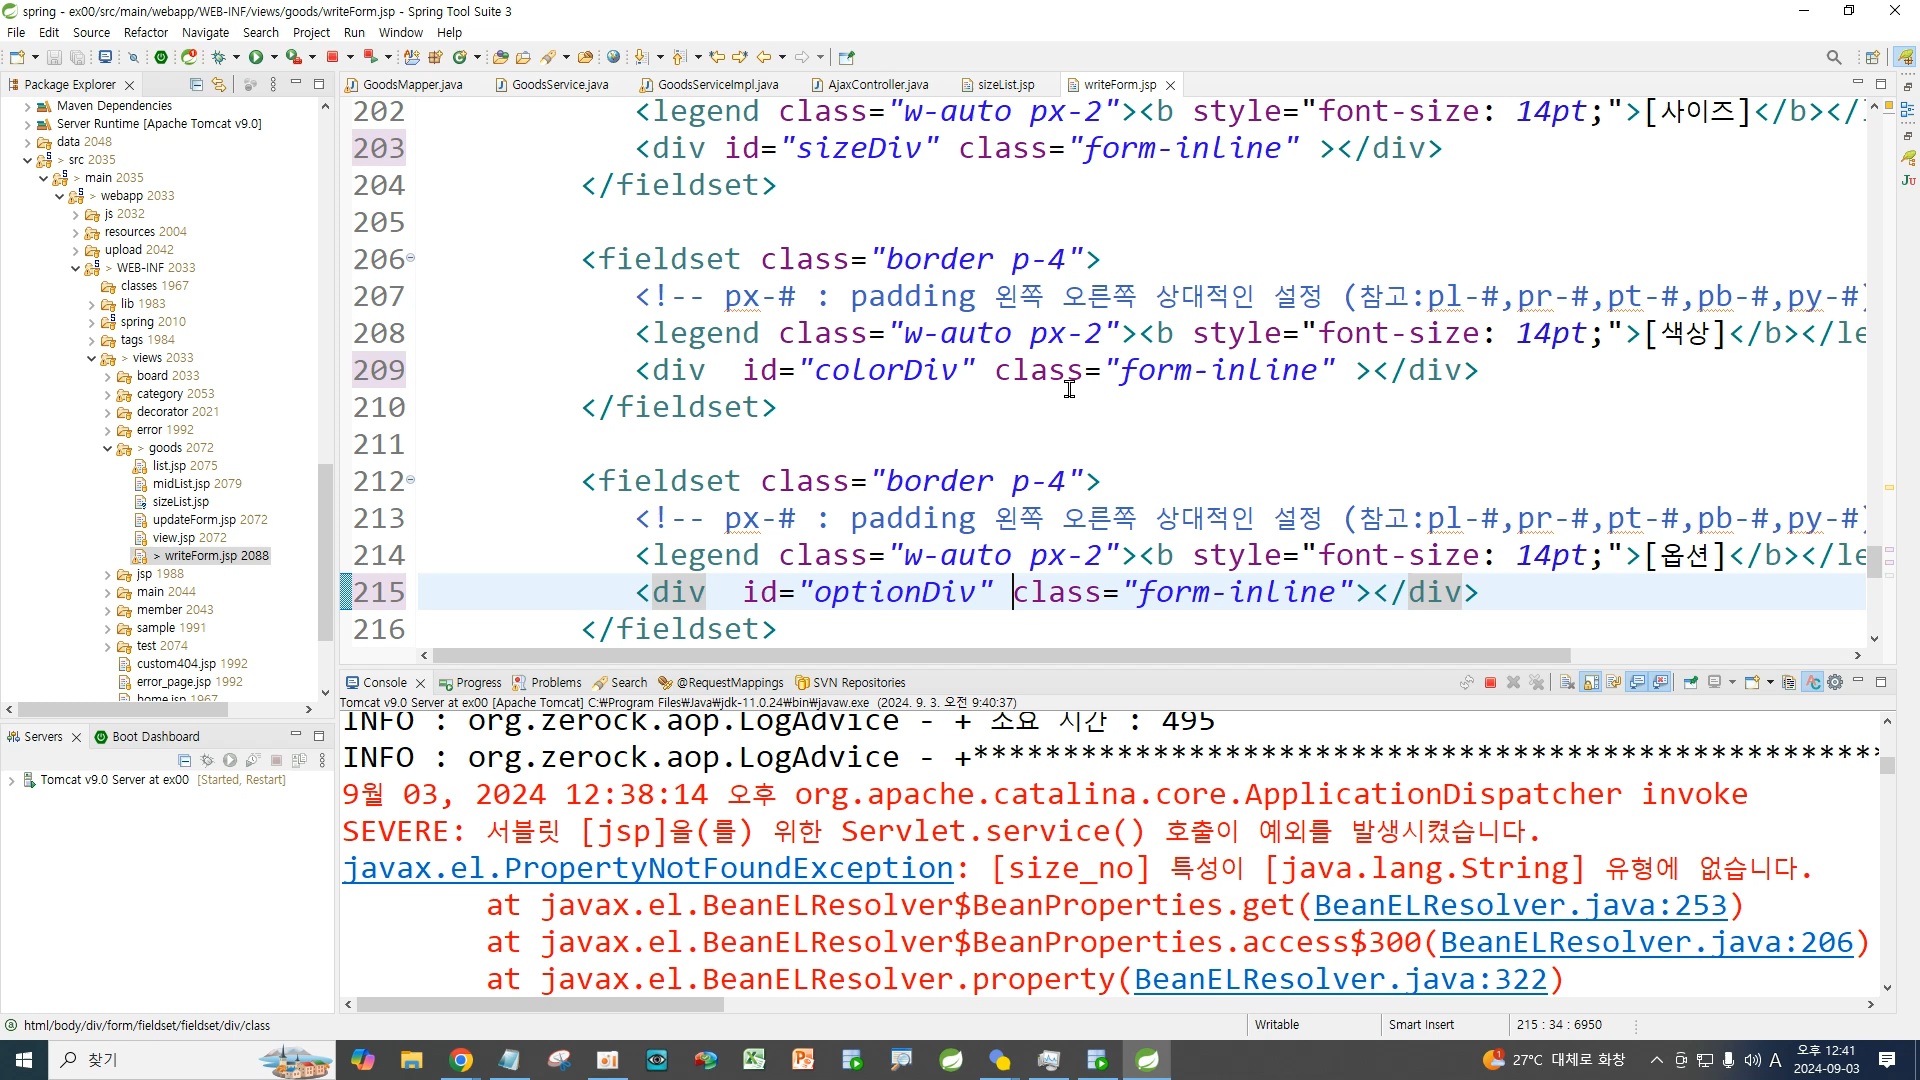 spring - ex00/src/main/webapp/WEB-INF/views/goods/writeForm.jsp - Spring Tool Suite 3
File Edit Source Refactor Navigate Search Project Run Window Help
Package Explorer
GoodsMapper.java GoodsService.java GoodsServiceImpl.java AjaxController.java sizeList.jsp writeForm.jsp
Maven Dependencies
Server Runtime [Apache Tomcat v9.0]
data 2048
> src 2035
> main 2035
> webapp 2033
js 2032
resources 2004
upload 2042
> WEB-INF 2033
classes 1967
lib 1983
spring 2010
tags 1984
> views 2033
board 2033
category 2053
decorator 2021
error 1992
> goods 2072
list.jsp 2075
midList.jsp 2079
sizeList.jsp
updateForm.jsp 2072
view.jsp 2072
> writeForm.jsp 2088
jsp 1988
main 2044
member 2043
sample 1991
test 2074
custom404.jsp 1992
error_page.jsp 1992
home.jsp 1967
202 <legend class="w-auto px-2"><b style="font-size: 14pt;">[사이즈]</b></l
203 <div id="sizeDiv" class="form-inline" ></div>
204 </fieldset>
205
206 <fieldset class="border p-4">
207 <!-- px-# : padding 왼쪽 오른쪽 상대적인 설정 (참고:pl-#,pr-#,pt-#,pb-#,py-#)
208 <legend class="w-auto px-2"><b style="font-size: 14pt;">[색상]</b></le
209 <div id="colorDiv" class="form-inline" ></div>
210 </fieldset>
211
212 <fieldset class="border p-4">
213 <!-- px-# : padding 왼쪽 오른쪽 상대적인 설정 (참고:pl-#,pr-#,pt-#,pb-#,py-#)
214 <legend class="w-auto px-2"><b style="font-size: 14pt;">[옵션]</b></le
215 <div id="optionDiv" class="form-inline"></div>
216 </fieldset>
Servers Boot Dashboard
Tomcat v9.0 Server at ex00 [Started, Restart]
Console Progress Problems Search @RequestMappings SVN Repositories
Tomcat v9.0 Server at ex00 [Apache Tomcat] C:₩Program Files₩Java₩jdk-11.0.24₩bin₩javaw.exe (2024. 9. 3. 오전 9:40:37)
INFO : org.zerock.aop.LogAdvice - + 소요 시간 : 495
INFO : org.zerock.aop.LogAdvice - +***************************************************
9월 03, 2024 12:38:14 오후 org.apache.catalina.core.ApplicationDispatcher invoke
SEVERE: 서블릿 [jsp]을(를) 위한 Servlet.service() 호출이 예외를 발생시켰습니다.
javax.el.PropertyNotFoundException: [size_no] 특성이 [java.lang.String] 유형에 없습니다.
at javax.el.BeanELResolver$BeanProperties.get(BeanELResolver.java:253)
at javax.el.BeanELResolver$BeanProperties.access$300(BeanELResolver.java:206)
at javax.el.BeanELResolver.property(BeanELResolver.java:322)
html/body/div/form/fieldset/fieldset/div/class
Writable Smart Insert 215 : 34 : 6950
찾기
27°C 대체로 화창
A
오후 12:41
2024-09-03